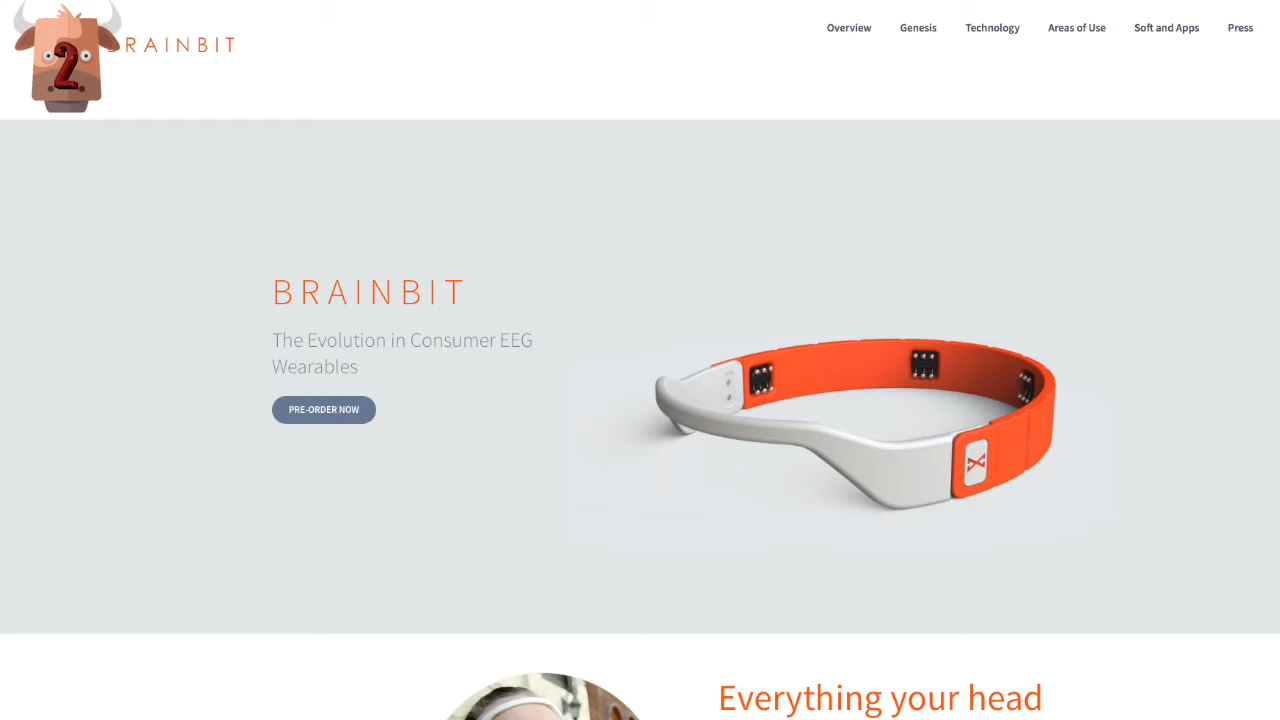 2
BRAINBIT
Overview Genesis Technology Areas of Use Soft and Apps Press
BRAINBIT
The Evolution in Consumer EEG
Wearables
PRE-ORDER NOW
Everything your head